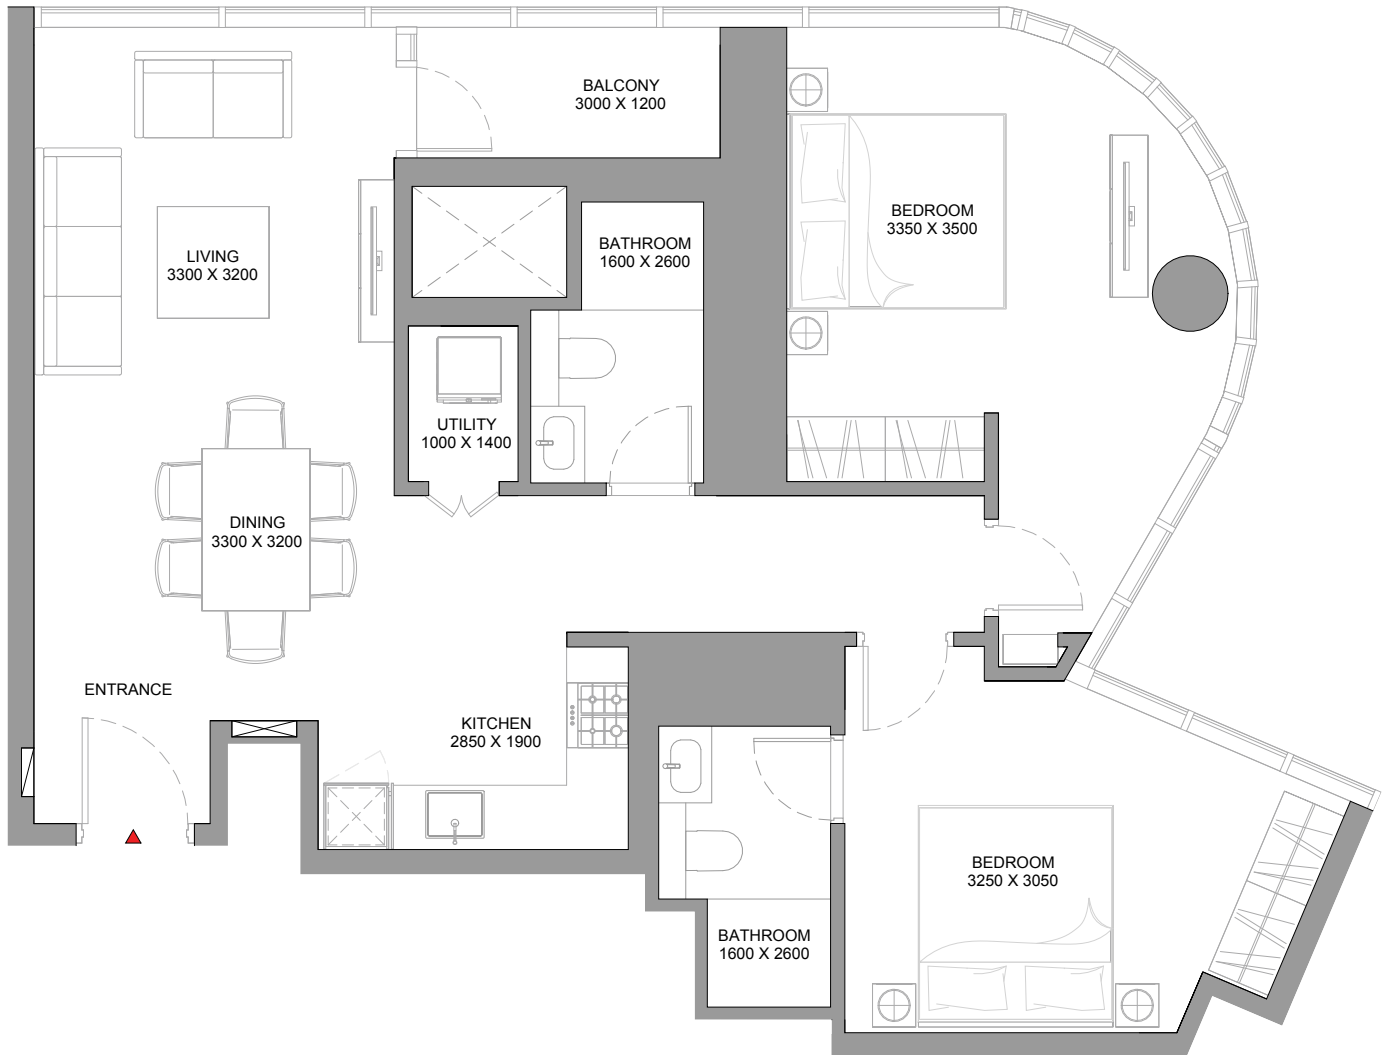 BALCONY
3000 X 1200
BEDROOM
3350 X 3500
BATHROOM
1600 X 2600
LIVING
3300 X 3200
UTILITY
1000 X 1400
DINING
3300 X 3200
ENTRANCE
KITCHEN
2850 X 1900
BEDROOM
3250 X 3050
BATHROOM
1600 X 2600